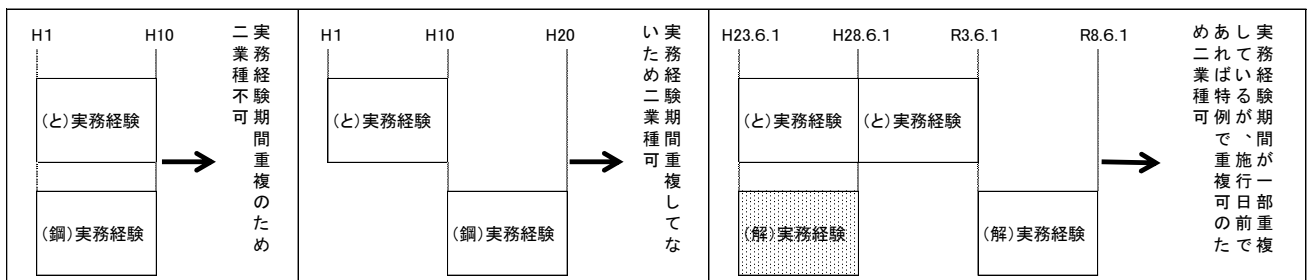 H1
H10
(と)実務経験
(鋼)実務経験
実務経験期間重複のため
二業種不可
H1
H10
H20
(と)実務経験
(鋼)実務経験
実務経験期間重複してな
いため二業種可
H23.6.1
H28.6.1
R3.6.1
R8.6.1
(と)実務経験
(と)実務経験
(解)実務経験
(解)実務経験
実務経験期間が一部重複
しているが、施行日前で
あれば特例で重複可のた
め二業種可